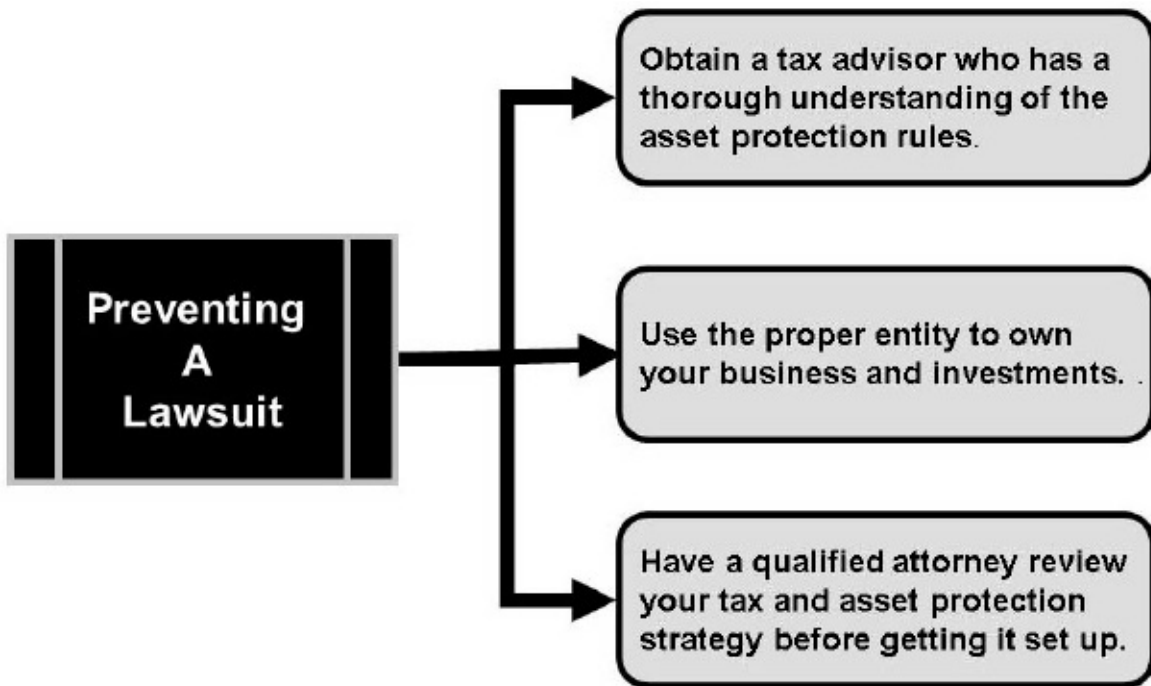 Preventing
A
Lawsuit
Obtain a tax advisor who has a
thorough understanding of the
asset protection rules.
Use the proper entity to own
your business and investments. .
Have a qualified attorney review
your tax and asset protection
strategy before getting it set up.